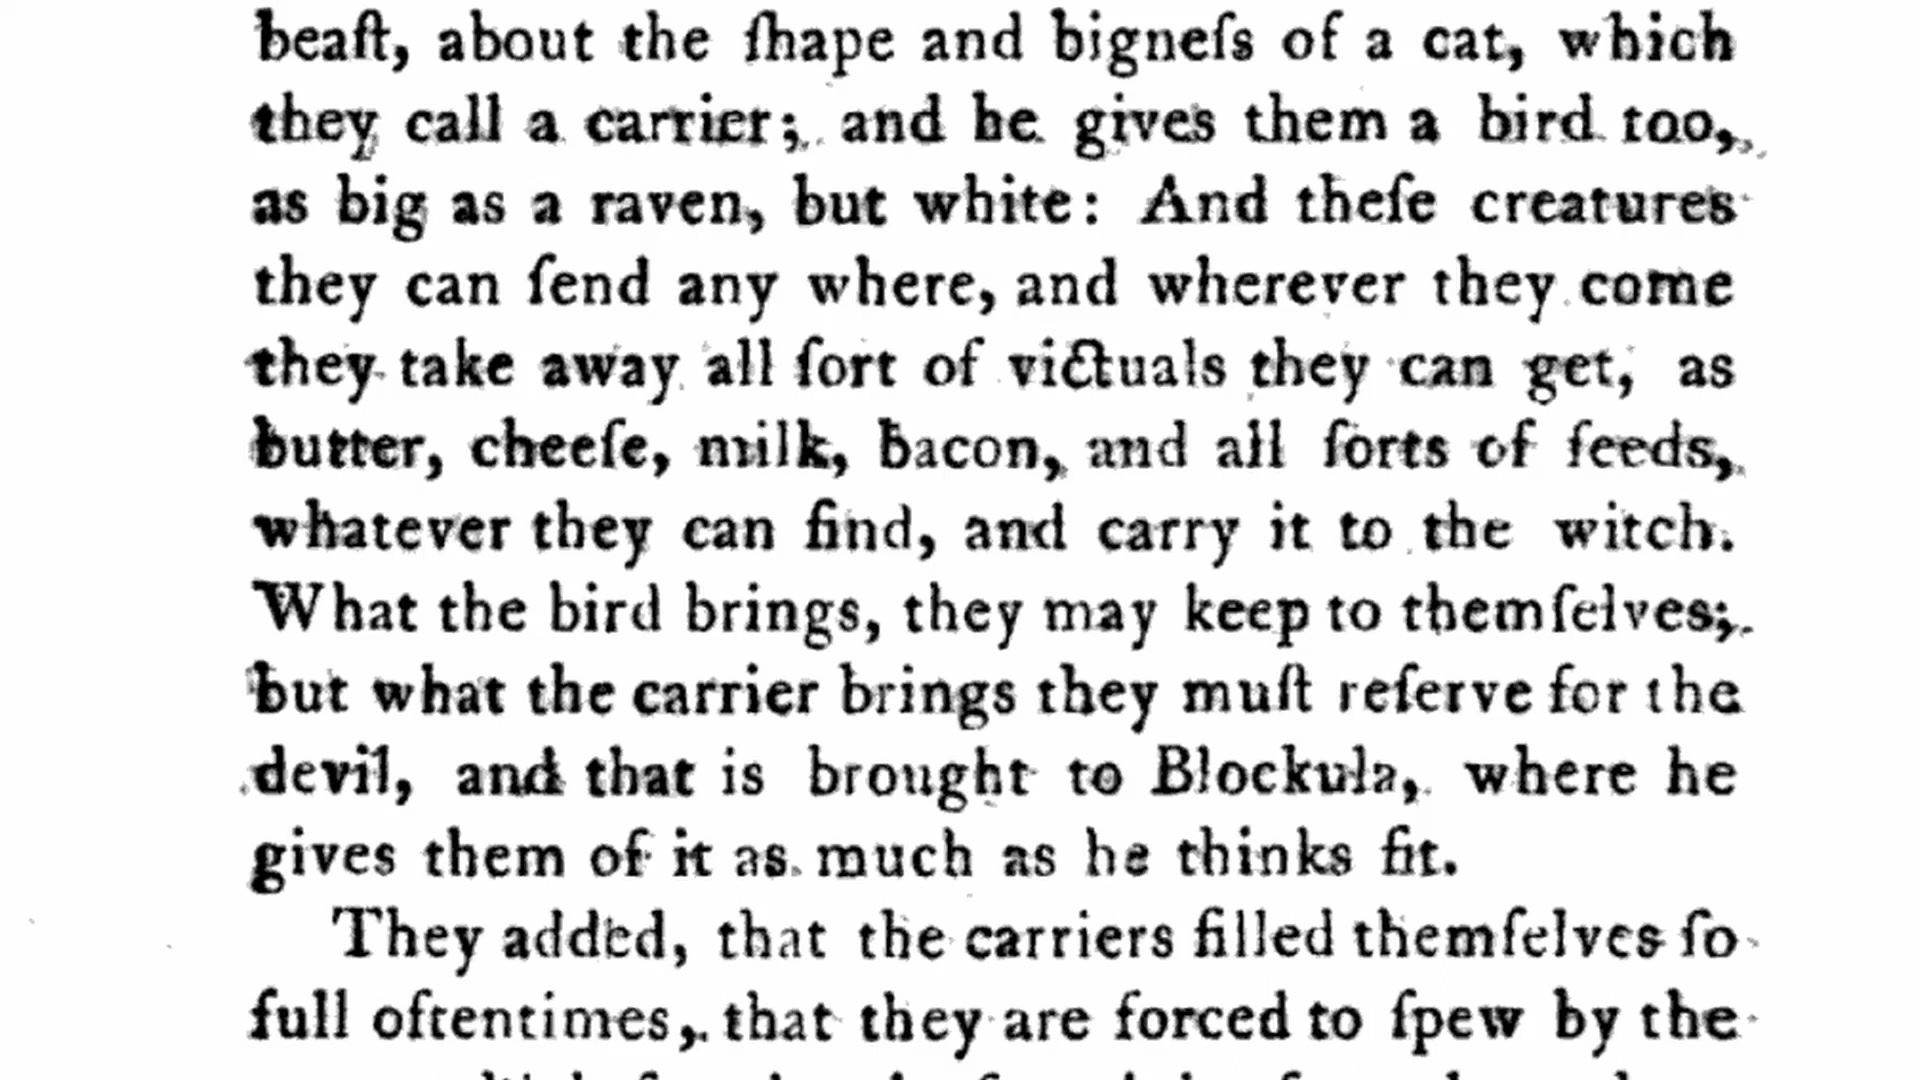 beaſt, about the ſhape and bigneſs of a cat, which
they call a carrier; and he gives them a bird too,
as big as a raven, but white: And theſe creatures
they can ſend any where, and wherever they come
they take away all ſort of victuals they can get, as
butter, cheeſe, milk, bacon, and all ſorts of ſeeds,
whatever they can find, and carry it to the witch.
What the bird brings, they may keep to themſelves;
but what the carrier brings they muſt reſerve for the
devil, and that is brought to Blockula, where he
gives them of it as much as he thinks fit.
They added, that the carriers filled themſelves ſo
full oftentimes, that they are forced to ſpew by the